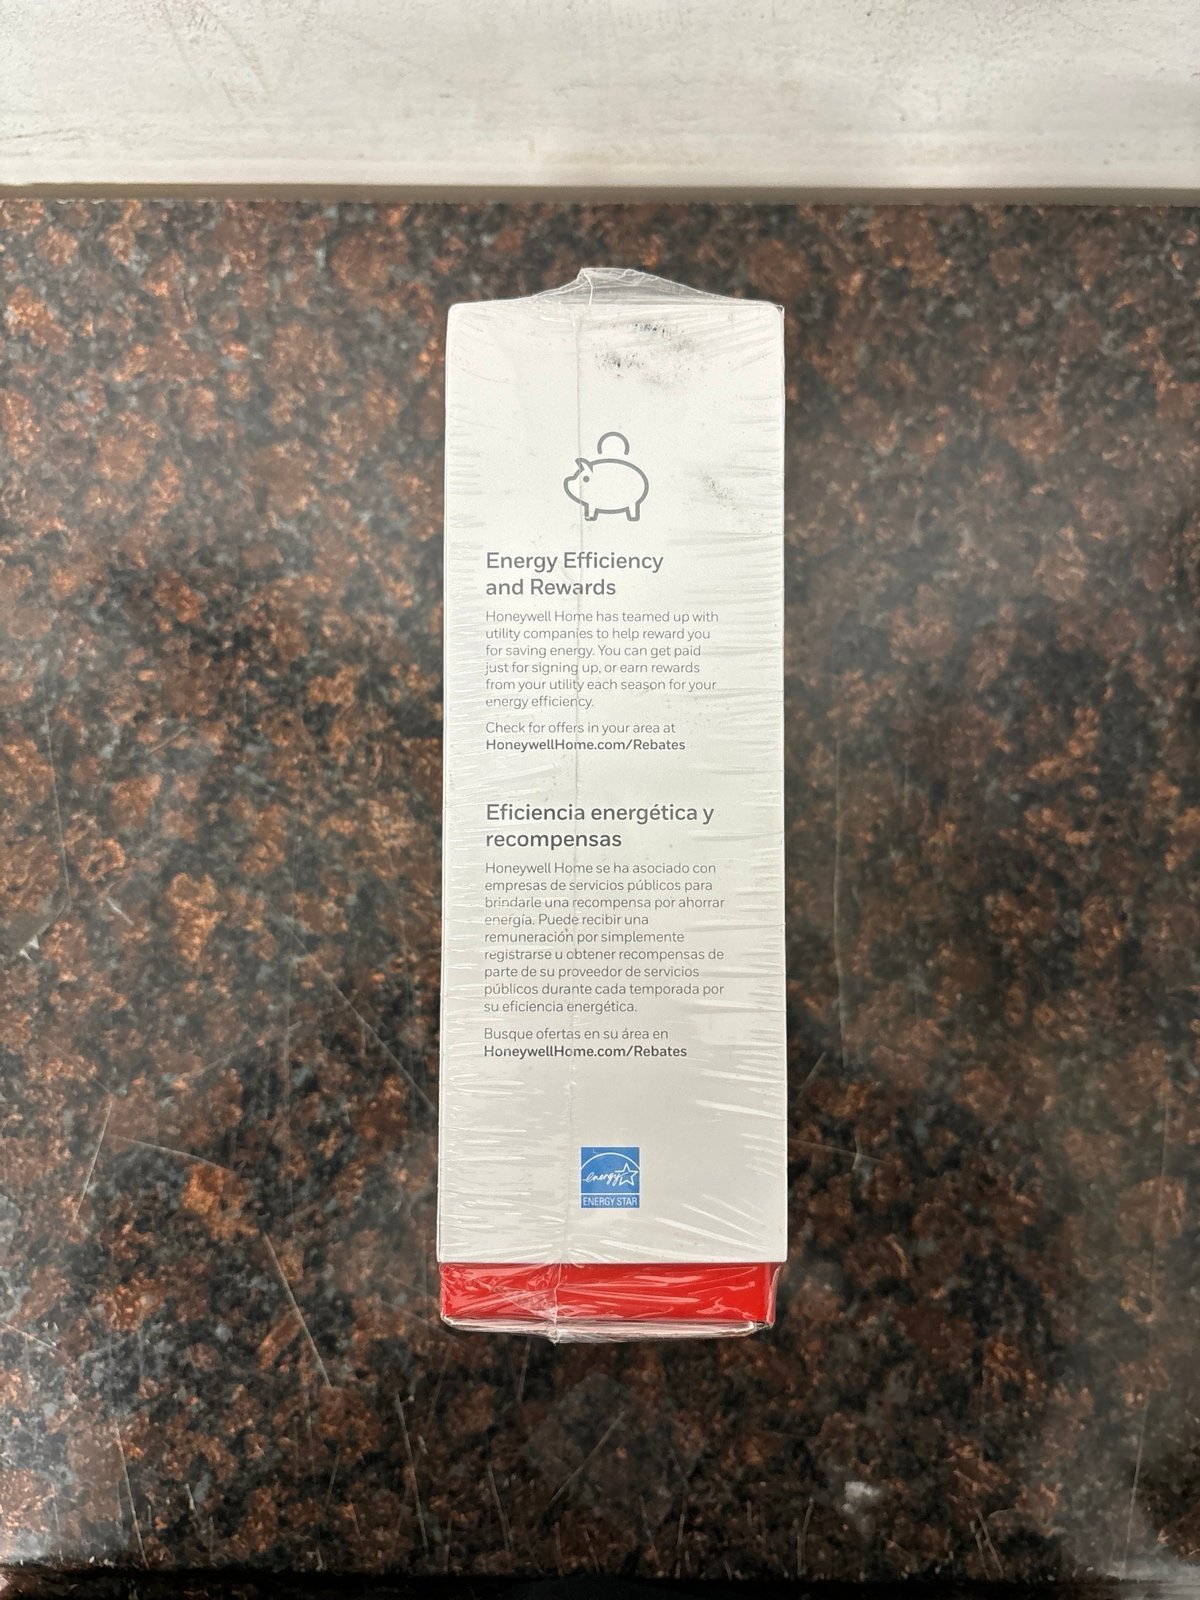 Energy Efficiency
and Rewards
Honeywell Home has teamed up with
utility companies to help reward you
for saving energy. You can get paid
just for signing up, or earn rewards
from your utility each season for your
energy efficiency.
Check for offers in your area at
HoneywellHome.com/Rebates
Eficiencia energética y
recompensas
Honeywell Home se ha asociado con
empresas de servicios públicos para
brindarle una recompensa por ahorrar
energía. Puede recibir una
remuneración por simplemente
registrarse u obtener recompensas de
parte de su proveedor de servicios
públicos durante cada temporada por
su eficiencia energética.
Busque ofertas en su área en
HoneywellHome.com/Rebates
energy
ENERGY STAR